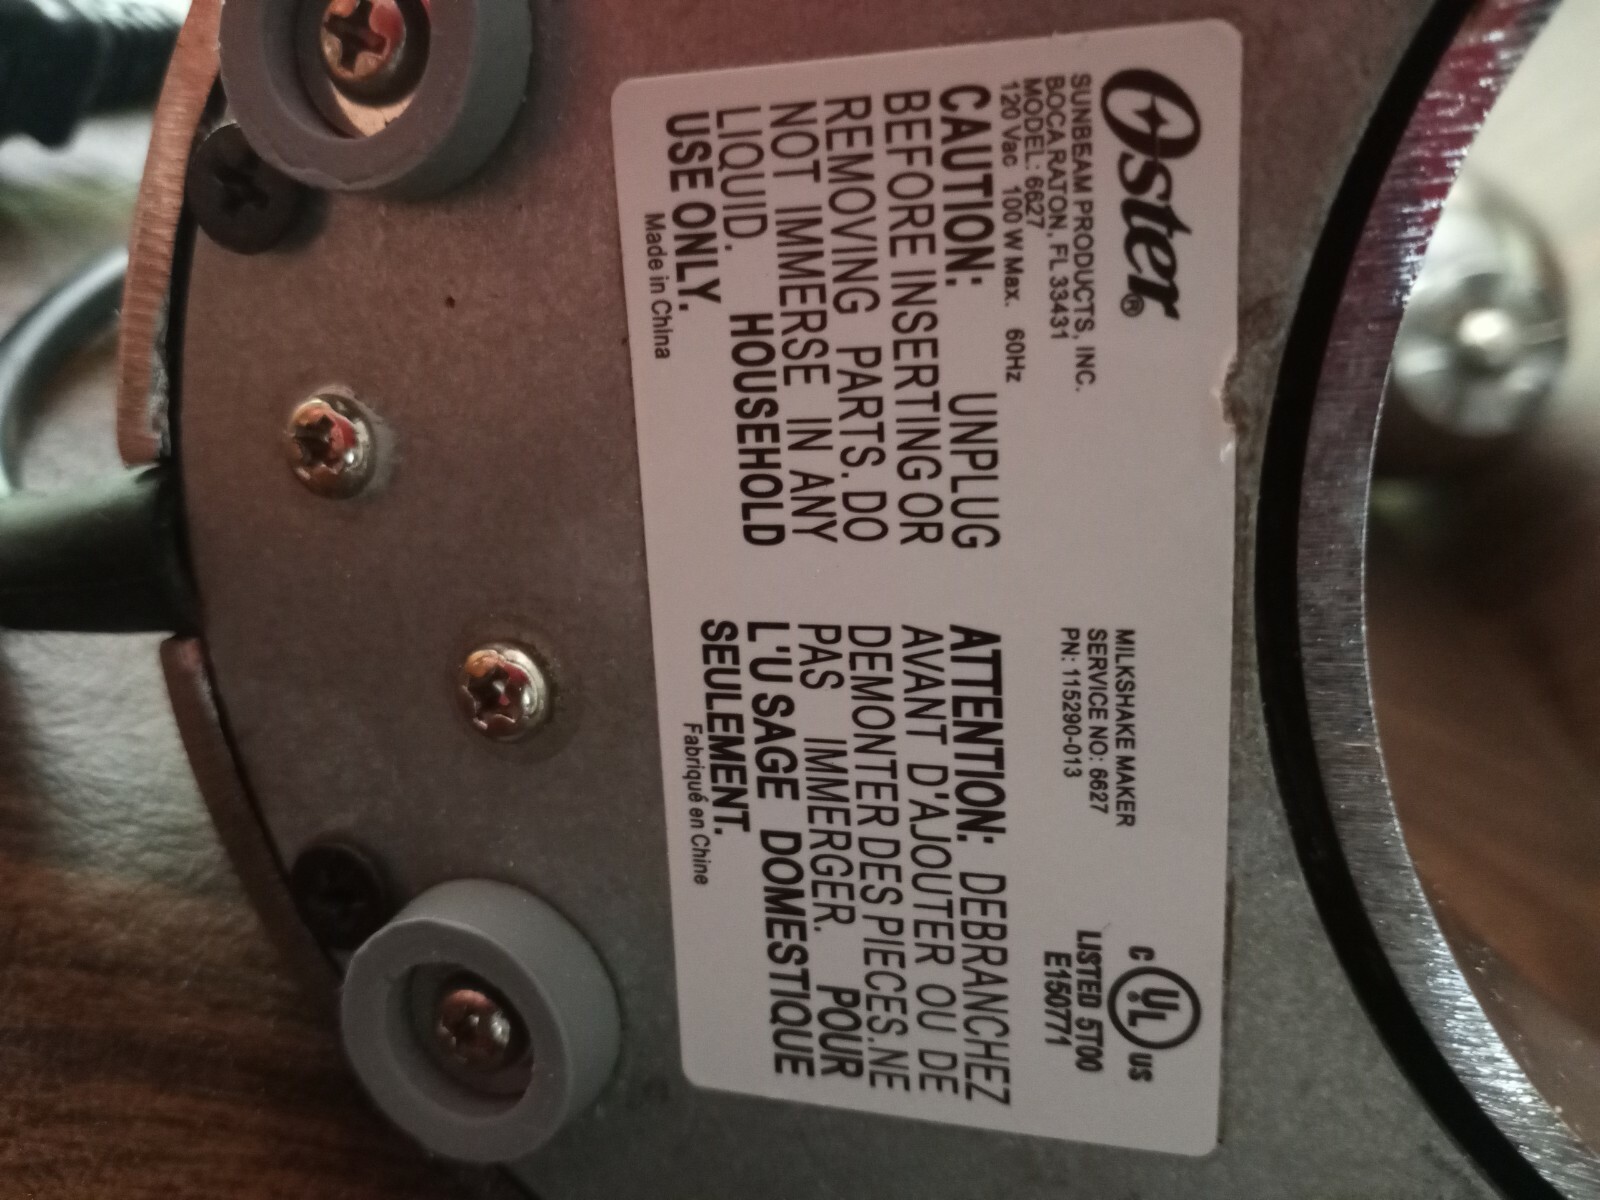 Oster®
SUNBEAM PRODUCTS, INC.
BOCA RATON, FL 33431
MODEL: 6627
120 Vac 100 W Max. 60Hz
MILKSHAKE MAKER
SERVICE NO: 6627
PN: 115290-013
C UL US
LISTED 5T00
E150771
CAUTION: UNPLUG
BEFORE INSERTING OR
REMOVING PARTS. DO
NOT IMMERSE IN ANY
LIQUID. HOUSEHOLD
USE ONLY.
Made in China
ATTENTION: DEBRANCHEZ
AVANT D'AJOUTER OU DE
DEMONTER DES PIECES. NE
PAS IMMERGER. POUR
L'USAGE DOMESTIQUE
SEULEMENT.
Fabriqué en Chine